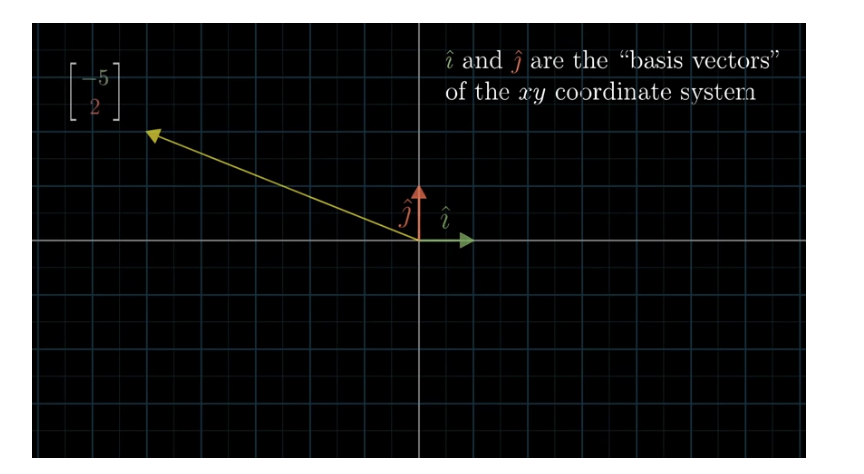 [-5
2]
î and ĵ are the “basis vectors”
of the xy coordinate system
ĵ î